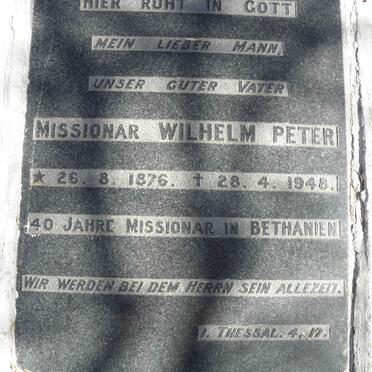 HIER RUHT IN GOTT
MEIN LIEBER MANN,
UNSER GUTER VATER
MISSIONAR WILHELM PETER
★ 26. 8. 1876. ✝ 28. 4. 1948.
40 JAHRE MISSIONAR IN BETHANIEN
WIR WERDEN BEI DEM HERRN SEIN ALLEZEIT.
1. THESSAL. 4, 17.